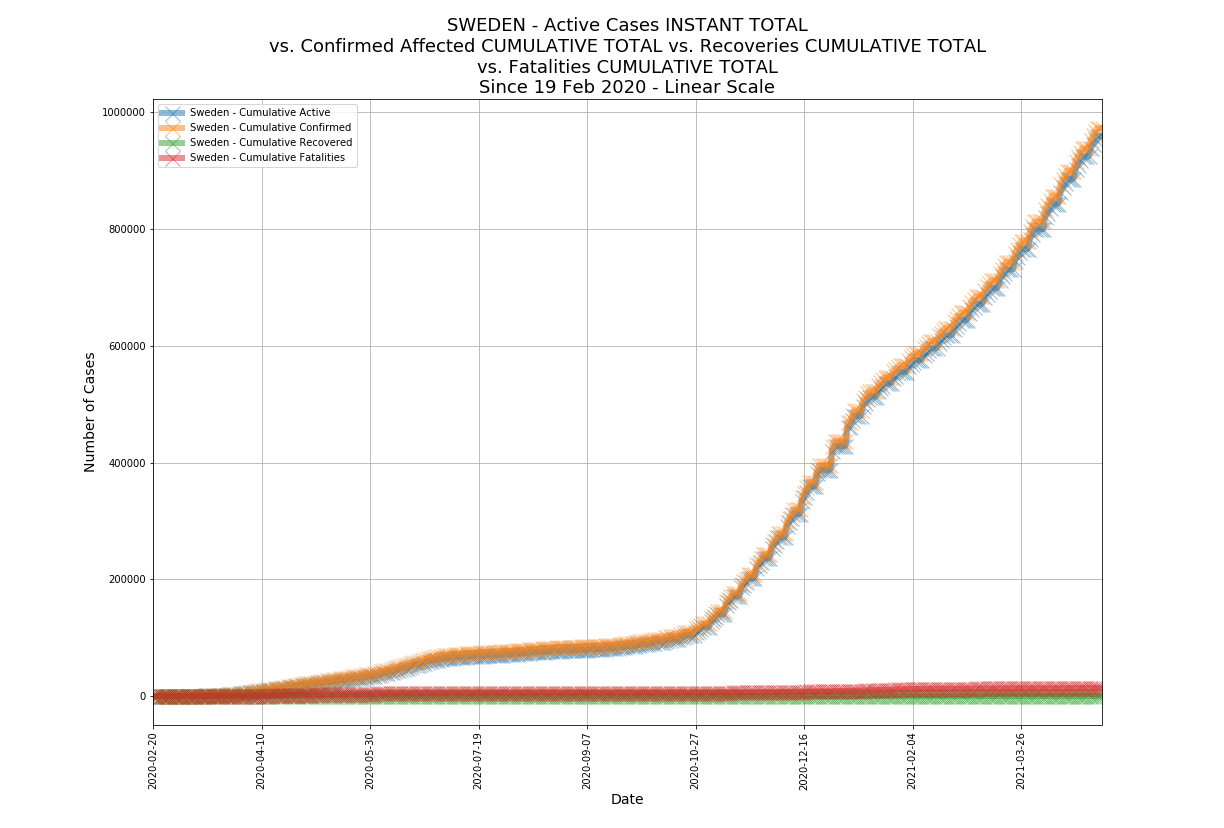 SWEDEN - Active Cases INSTANT TOTAL
vs. Confirmed Affected CUMULATIVE TOTAL vs. Recoveries CUMULATIVE TOTAL
vs. Fatalities CUMULATIVE TOTAL
Since 19 Feb 2020 - Linear Scale
Sweden - Cumulative Active
Sweden - Cumulative Confirmed
Sweden - Cumulative Recovered
Sweden - Cumulative Fatalities
Number of Cases
1000000
800000
600000
400000
200000
0
2020-02-20
2020-04-10
2020-05-30
2020-07-19
2020-09-07
2020-10-27
2020-12-16
2021-02-04
2021-03-26
Date